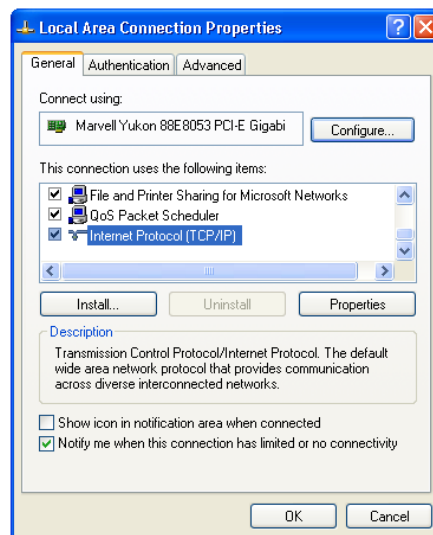 Local Area Connection Properties
General Authentication Advanced
Connect using:
Marvell Yukon 88E8053 PCI-E Gigabi
Configure...
This connection uses the following items:
File and Printer Sharing for Microsoft Networks
QoS Packet Scheduler
Internet Protocol (TCP/IP)
Install... Uninstall Properties
Description
Transmission Control Protocol/Internet Protocol. The default
wide area network protocol that provides communication
across diverse interconnected networks.
Show icon in notification area when connected
Notify me when this connection has limited or no connectivity
OK Cancel